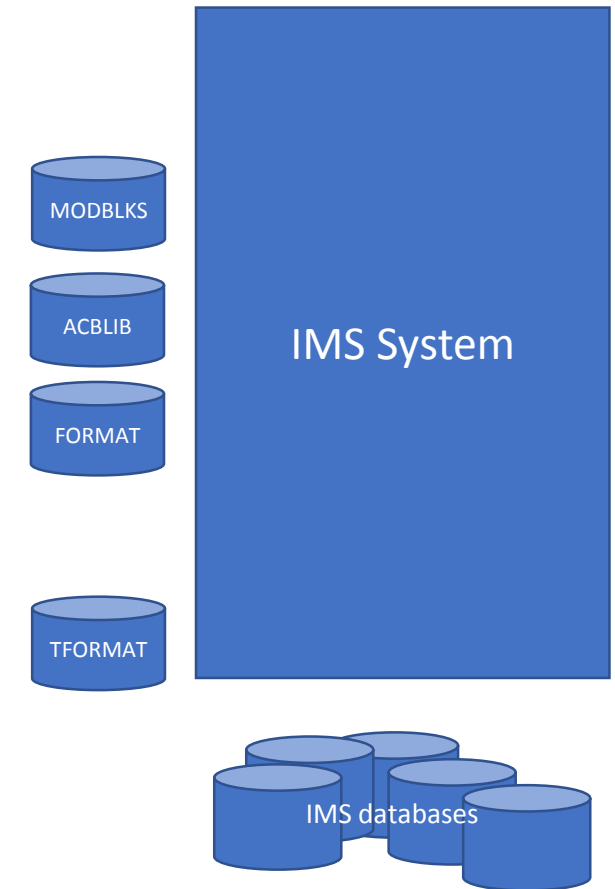 MODBLKS
ACBLIB
IMS System
FORMAT
TFORMAT
IMS databases